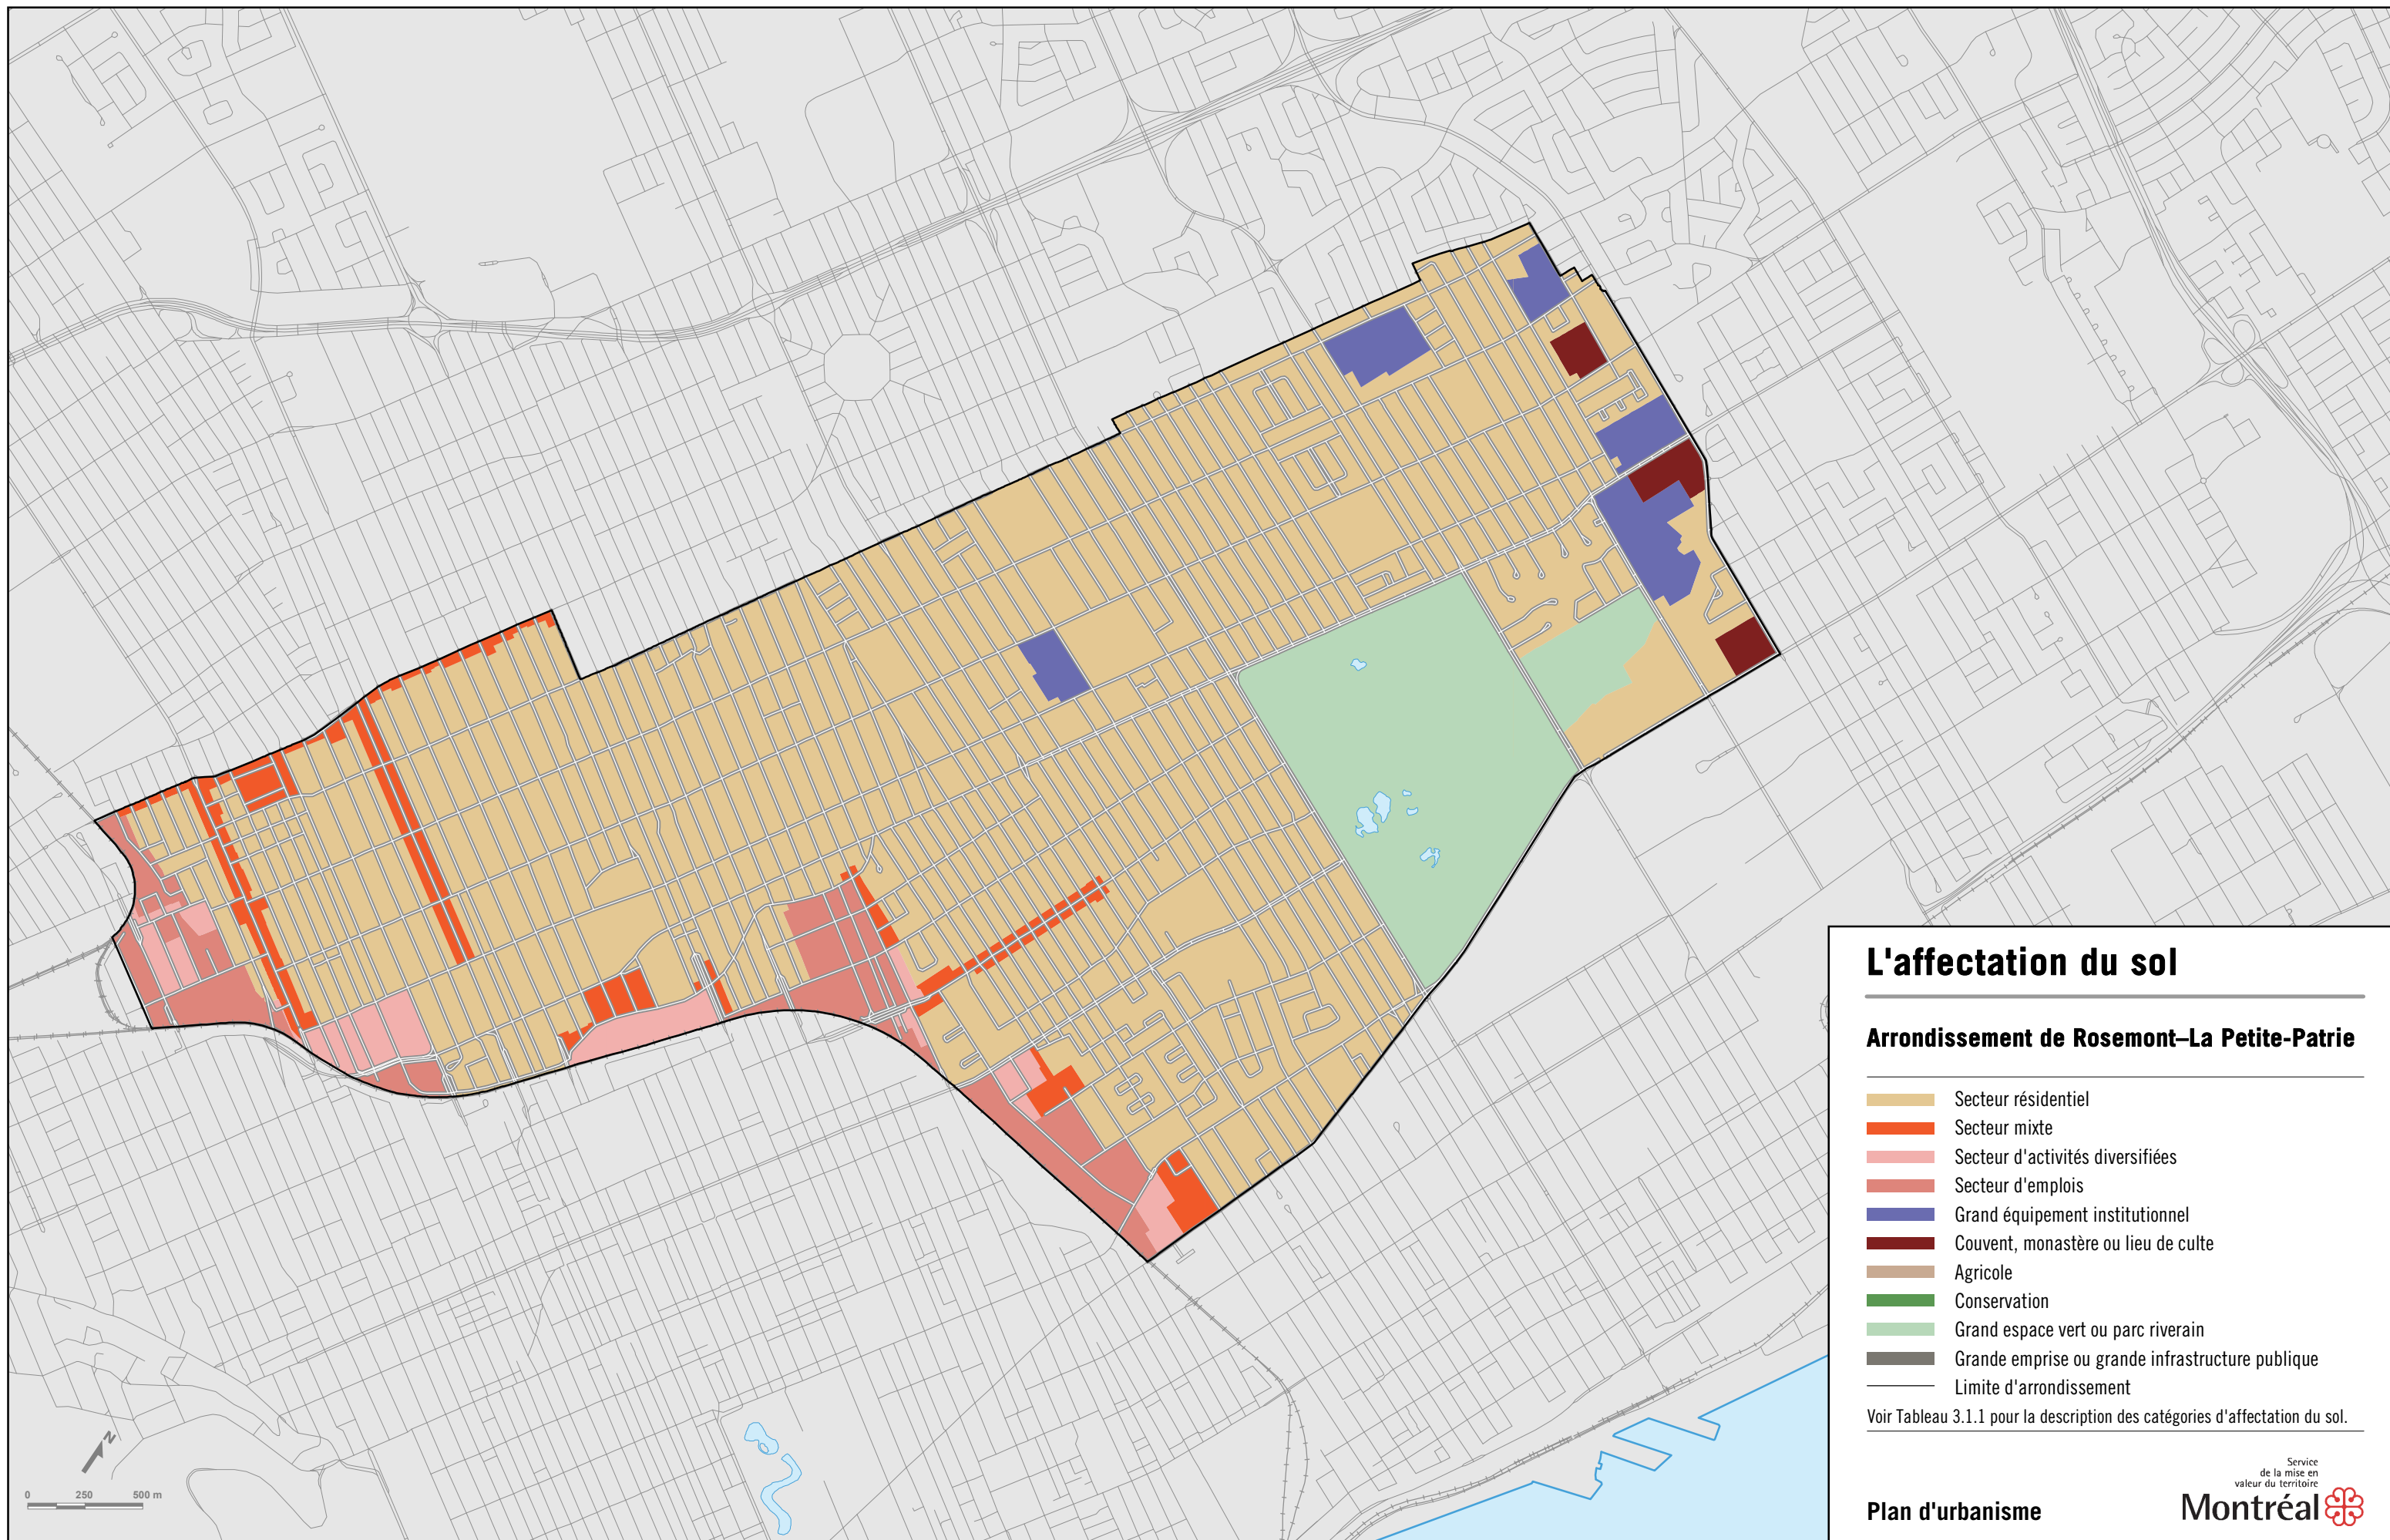 L'affectation du sol
Arrondissement de Rosemont–La Petite-Patrie
Secteur résidentiel
Secteur mixte
Secteur d'activités diversifiées
Secteur d'emplois
Grand équipement institutionnel
Couvent, monastère ou lieu de culte
Agricole
Conservation
Grand espace vert ou parc riverain
Grande emprise ou grande infrastructure publique
Limite d'arrondissement
Voir Tableau 3.1.1 pour la description des catégories d'affectation du sol.
N
0 250 500 m
Plan d'urbanisme
Service
de la mise en
valeur du territoire
Montréal